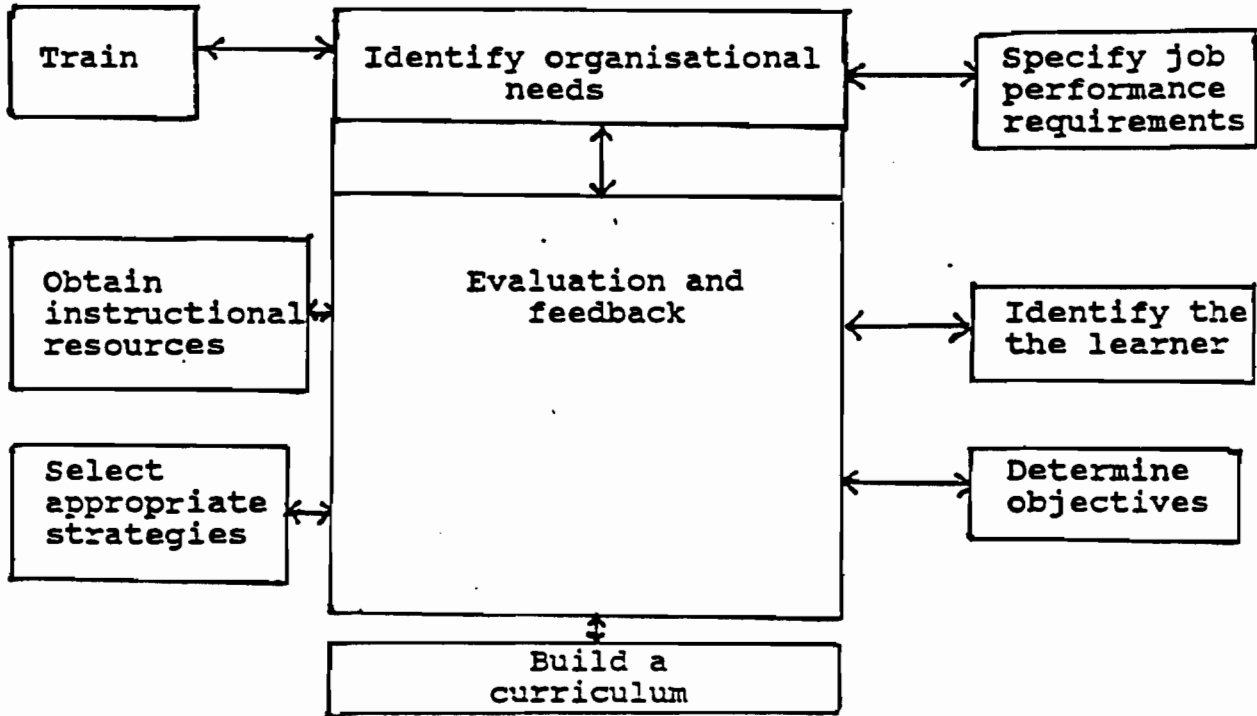 Train
Identify organisational
needs
Specify job
performance
requirements
Obtain
instructional
resources
Evaluation and
feedback
Identify the
the learner
Select
appropriate
strategies
Determine
objectives
Build a
curriculum